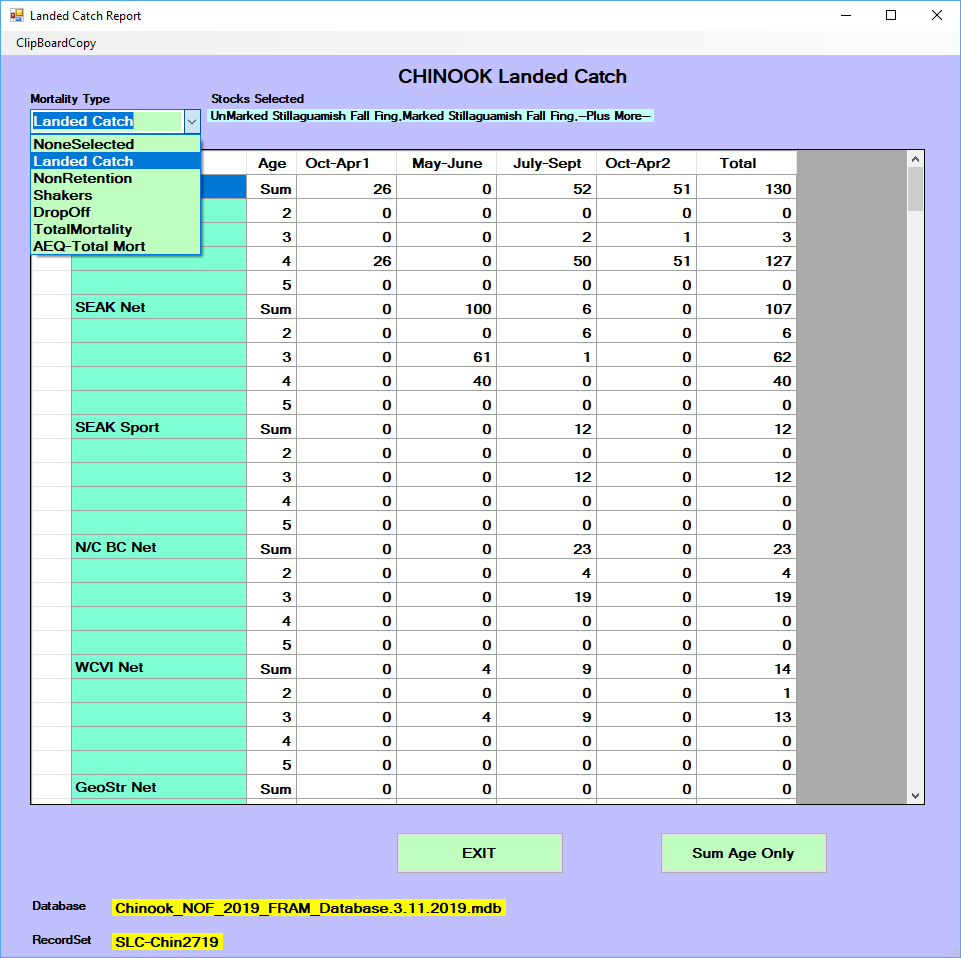 Landed Catch Report
ClipBoardCopy
CHINOOK Landed Catch
Mortality Type Stocks Selected
Landed Catch UnMarked Stillaguamish Fall Fing,Marked Stillaguamish Fall Fing,--Plus More--
NoneSelected
Landed Catch
NonRetention
Shakers
DropOff
TotalMortality
AEQ-Total Mort
Age Oct-Apr1 May-June July-Sept Oct-Apr2 Total
Sum 26 0 52 51 130
2 0 0 0 0 0
3 0 0 2 1 3
4 26 0 50 51 127
5 0 0 0 0 0
SEAK Net Sum 0 100 6 0 107
2 0 0 6 0 6
3 0 61 1 0 62
4 0 40 0 0 40
5 0 0 0 0 0
SEAK Sport Sum 0 0 12 0 12
2 0 0 0 0 0
3 0 0 12 0 12
4 0 0 0 0 0
5 0 0 0 0 0
N/C BC Net Sum 0 0 23 0 23
2 0 0 4 0 4
3 0 0 19 0 19
4 0 0 0 0 0
5 0 0 0 0 0
WCVI Net Sum 0 4 9 0 14
2 0 0 0 0 1
3 0 4 9 0 13
4 0 0 0 0 0
5 0 0 0 0 0
GeoStr Net Sum 0 0 0 0 0
EXIT Sum Age Only
Database Chinook_NOF_2019_FRAM_Database.3.11.2019.mdb
RecordSet SLC-Chin2719